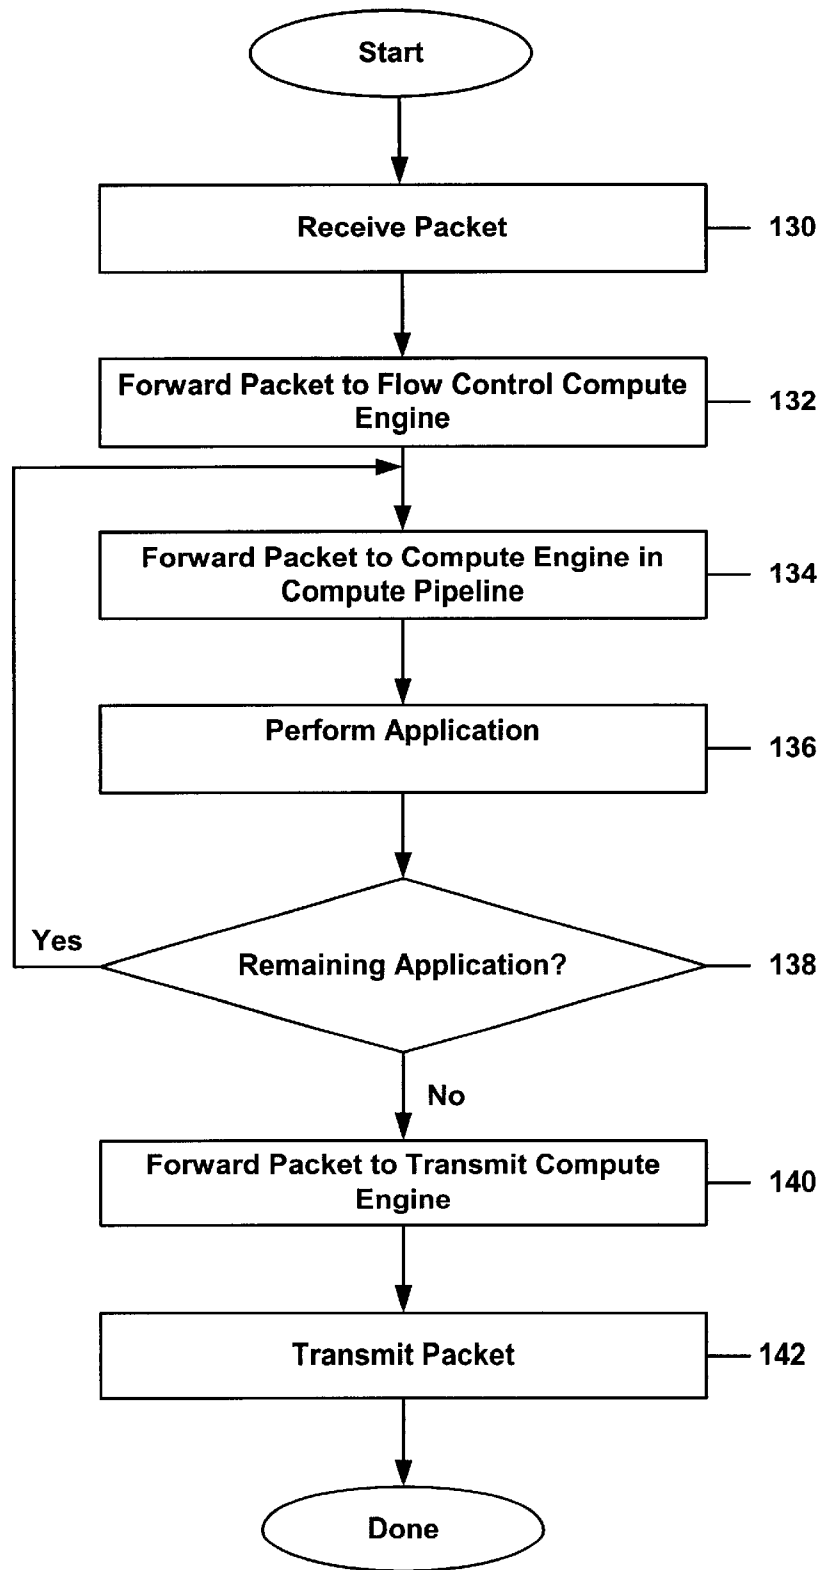 Start
Receive Packet
130
Forward Packet to Flow Control Compute
Engine
132
Forward Packet to Compute Engine in
Compute Pipeline
134
Perform Application
136
Yes
Remaining Application?
138
No
Forward Packet to Transmit Compute
Engine
140
Transmit Packet
142
Done